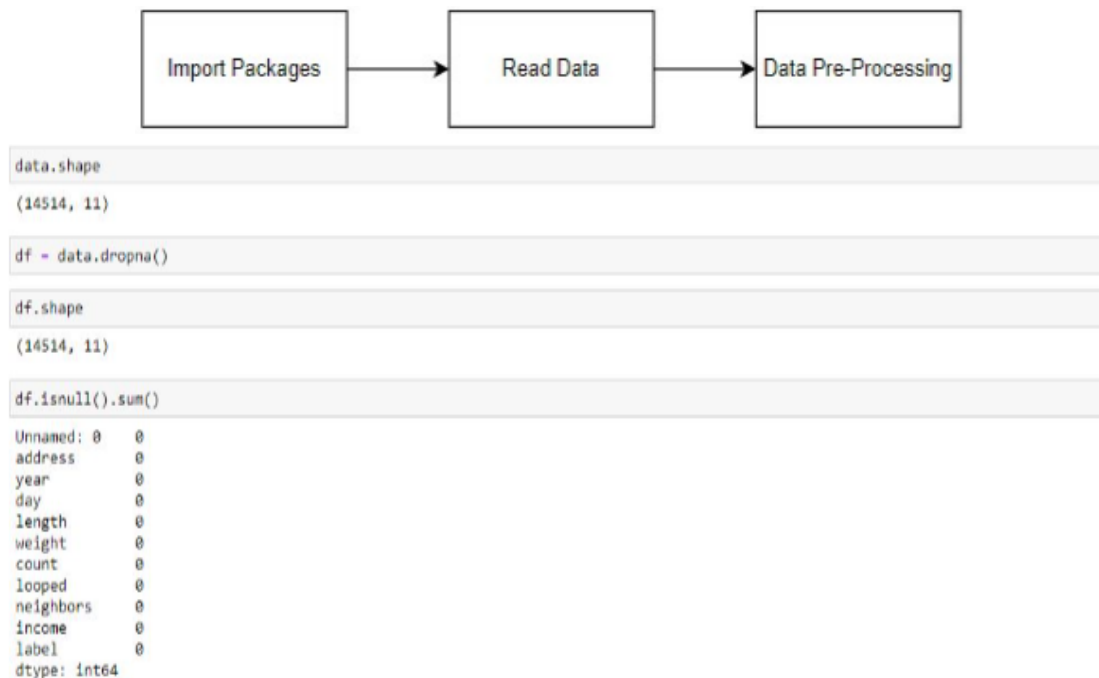 Import Packages
Read Data
Data Pre-Processing
data.shape
(14514, 11)
df = data.dropna()
df.shape
(14514, 11)
df.isnull().sum()
Unnamed: 0 0
address 0
year 0
day 0
length 0
weight 0
count 0
looped 0
neighbors 0
income 0
label 0
dtype: int64